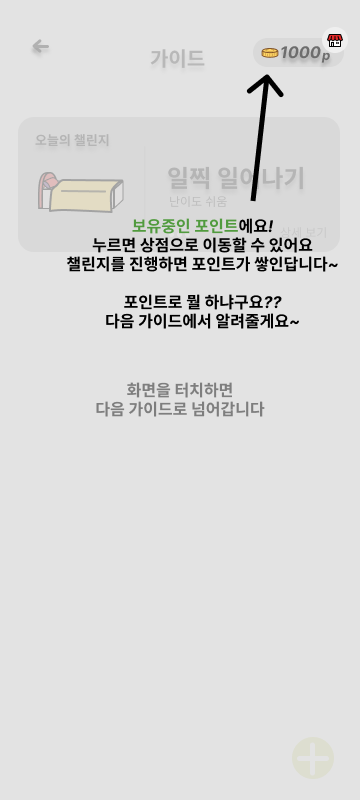 가이드
1000p
오늘의 챌린지
일찍 일어나기
난이도 쉬움
상세 보기
보유중인 포인트에요!
누르면 상점으로 이동할 수 있어요
챌린지를 진행하면 포인트가 쌓인답니다~
포인트로 뭘 하냐구요??
다음 가이드에서 알려줄게요~
화면을 터치하면
다음 가이드로 넘어갑니다